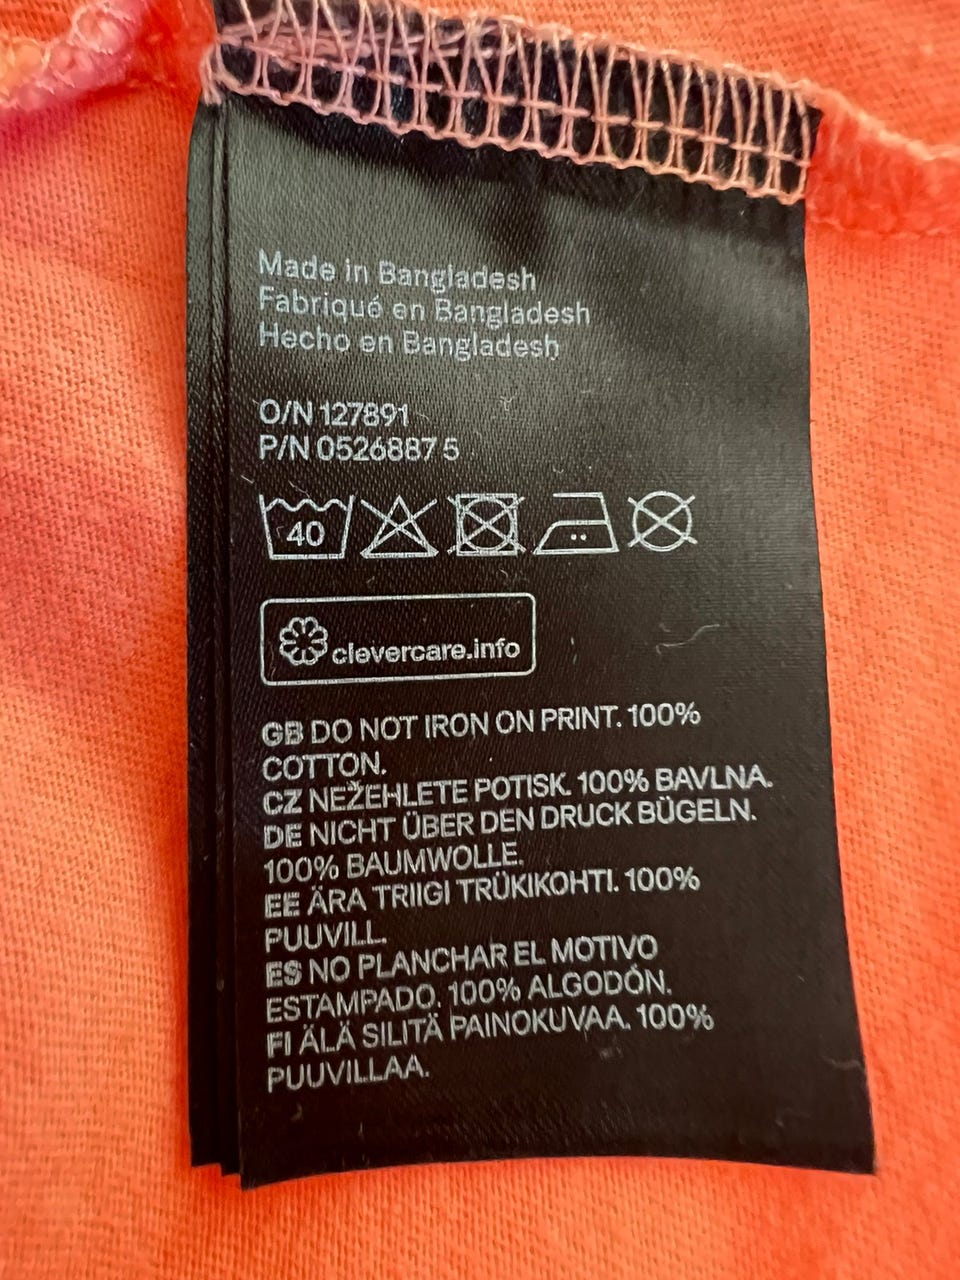 Made in Bangladesh
Fabriqué en Bangladesh
Hecho en Bangladesh
O/N 127891
P/N 0526887 5
40
clevercare.info
GB DO NOT IRON ON PRINT. 100%
COTTON.
CZ NEŽEHLETE POTISK. 100% BAVLNA.
DE NICHT ÜBER DEN DRUCK BÜGELN.
100% BAUMWOLLE.
EE ÄRA TRIIGI TRÜKIKOHTI. 100%
PUUVILL.
ES NO PLANCHAR EL MOTIVO
ESTAMPADO. 100% ALGODÓN.
FI ÄLÄ SILITÄ PAINOKUVAA. 100%
PUUVILLAA.